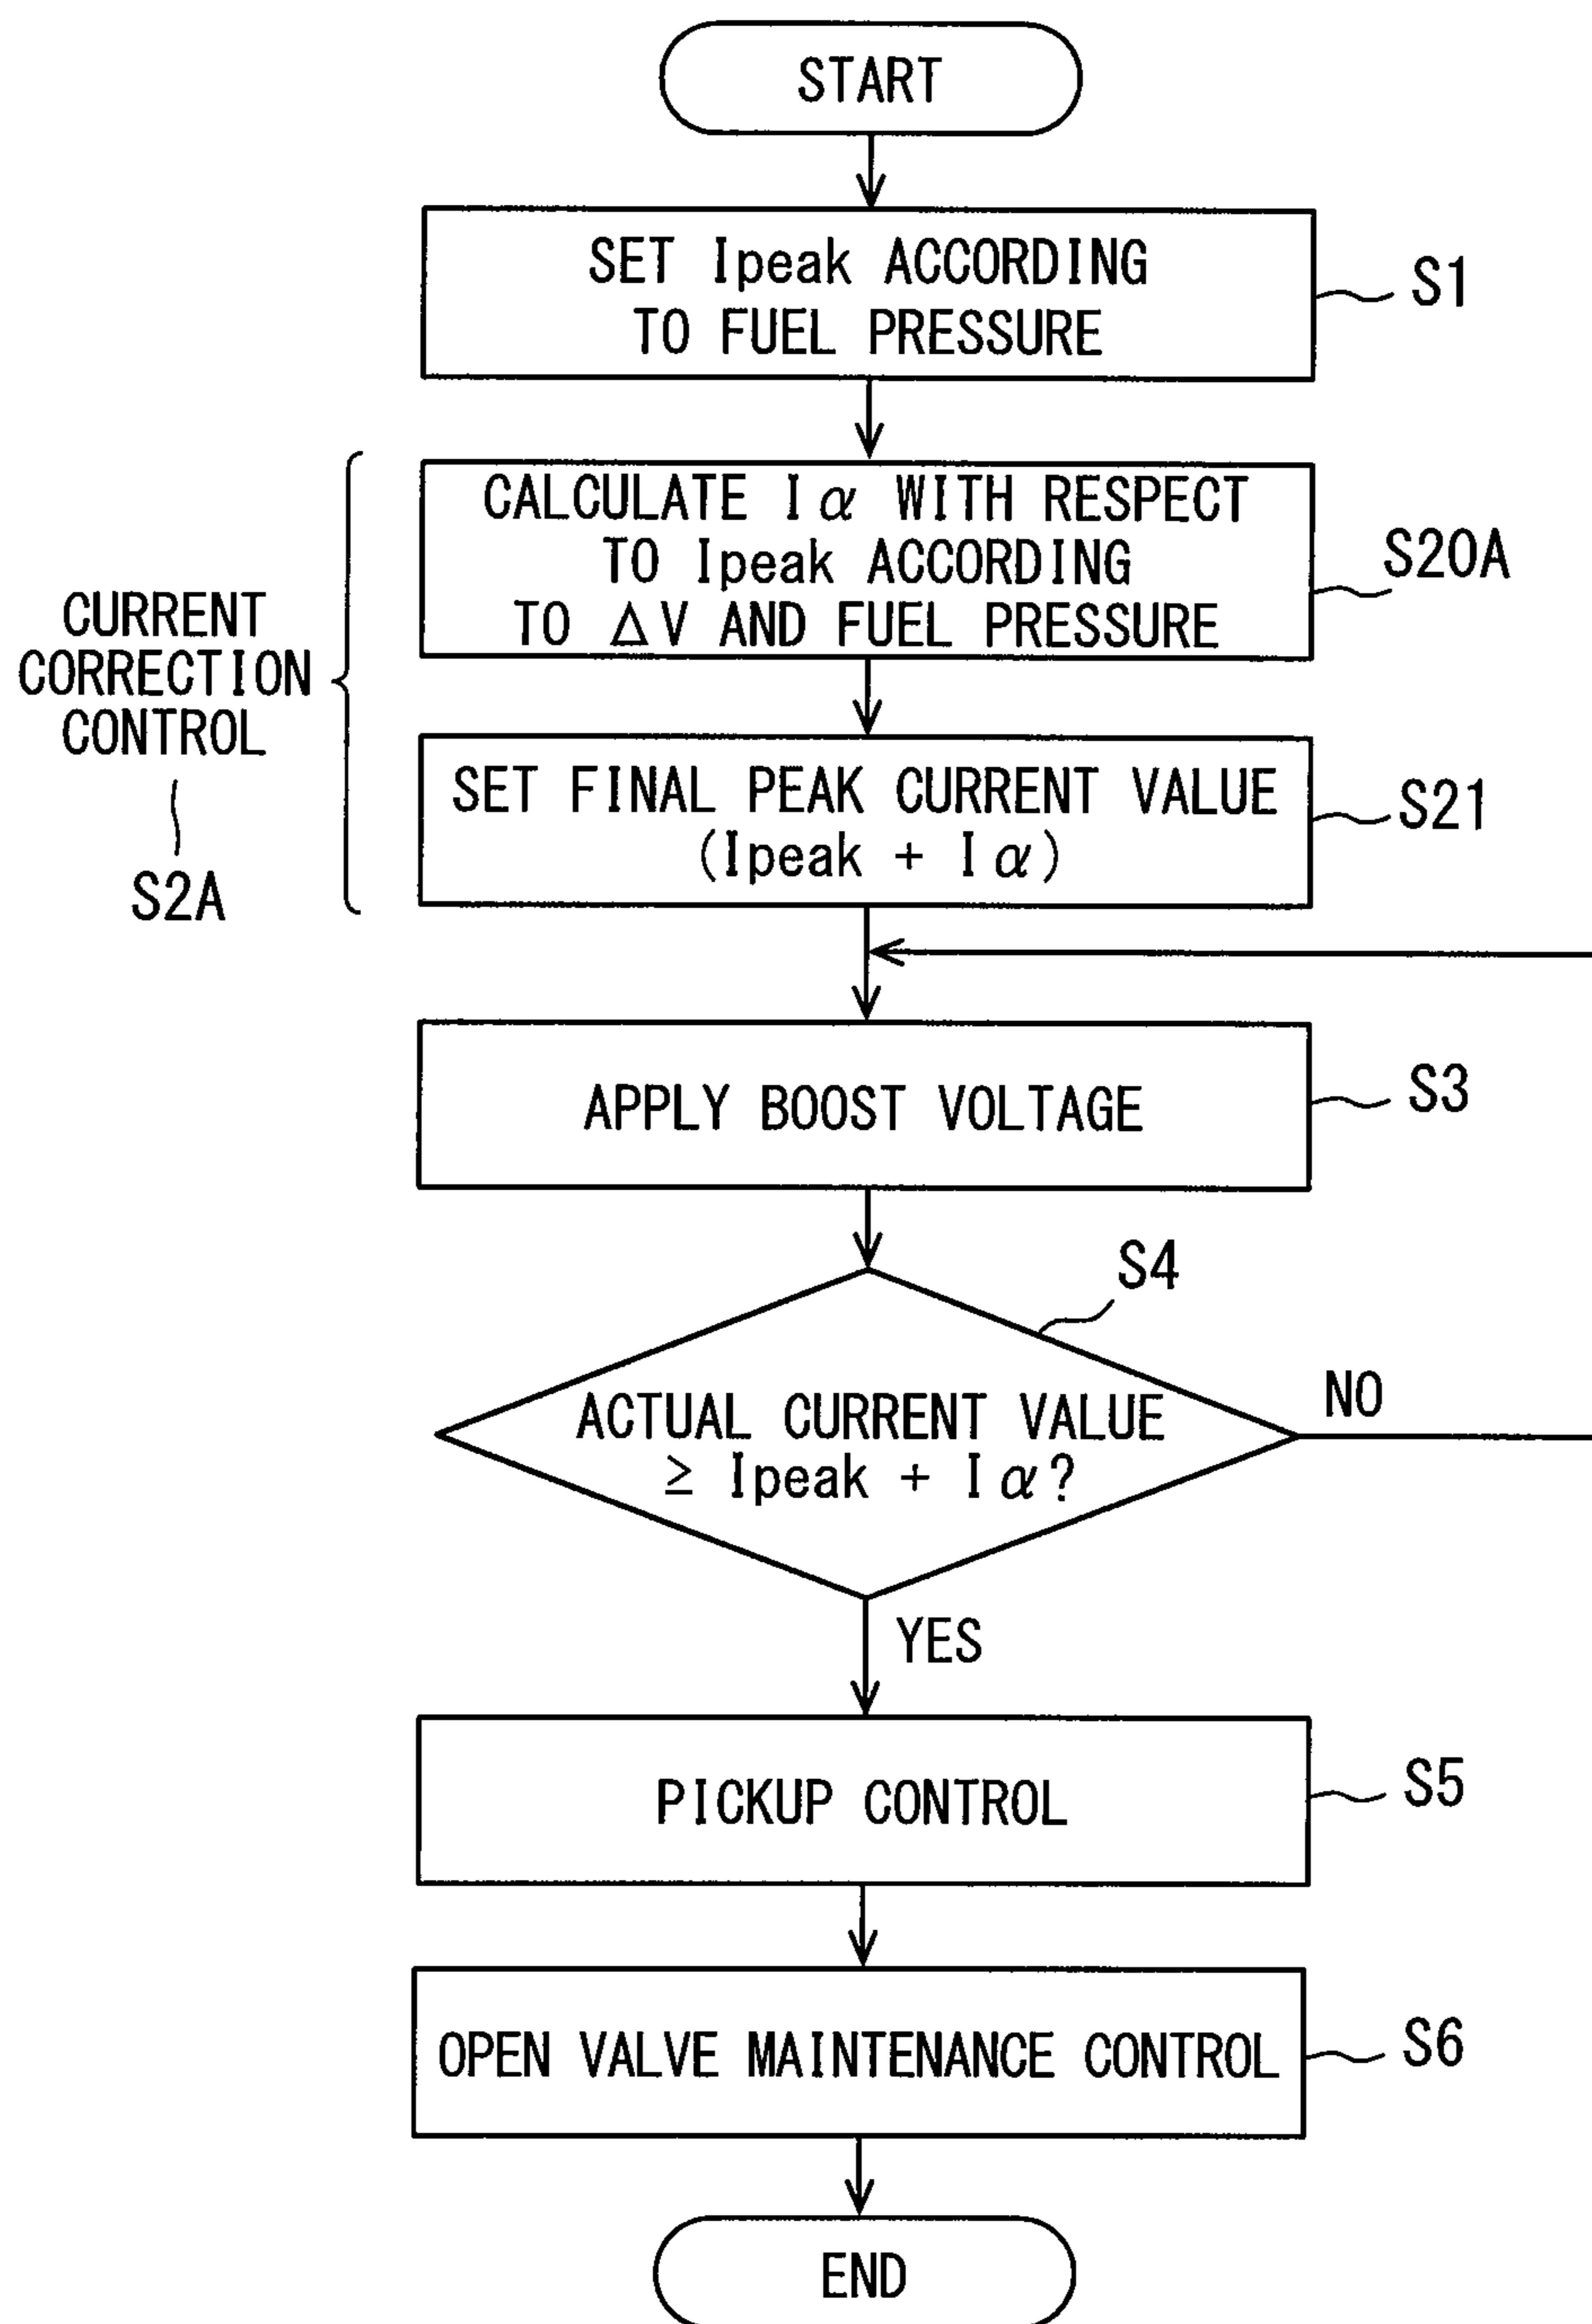 START
SET Ipeak ACCORDING
TO FUEL PRESSURE
S1
CALCULATE Iα WITH RESPECT
TO Ipeak ACCORDING
TO ΔV AND FUEL PRESSURE
S20A
CURRENT
CORRECTION
CONTROL
S2A
SET FINAL PEAK CURRENT VALUE
(Ipeak + Iα)
S21
APPLY BOOST VOLTAGE
S3
S4
ACTUAL CURRENT VALUE
≥ Ipeak + Iα?
NO
YES
PICKUP CONTROL
S5
OPEN VALVE MAINTENANCE CONTROL
S6
END